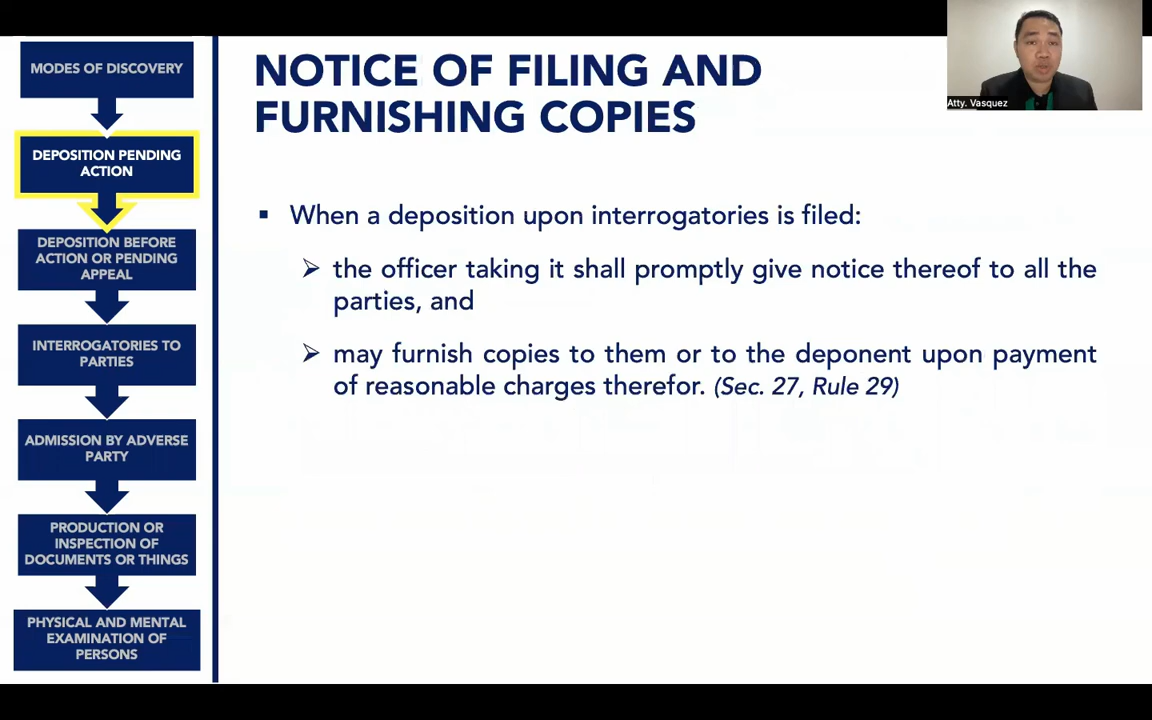 MODES OF DISCOVERY
DEPOSITION PENDING
ACTION
DEPOSITION BEFORE
ACTION OR PENDING
APPEAL
INTERROGATORIES TO
PARTIES
ADMISSION BY ADVERSE
PARTY
PRODUCTION OR
INSPECTION OF
DOCUMENTS OR THINGS
PHYSICAL AND MENTAL
EXAMINATION OF
PERSONS
NOTICE OF FILING AND
FURNISHING COPIES
▪ When a deposition upon interrogatories is filed:
➢ the officer taking it shall promptly give notice thereof to all the
parties, and
➢ may furnish copies to them or to the deponent upon payment
of reasonable charges therefor. (Sec. 27, Rule 29)
Atty. Vasquez